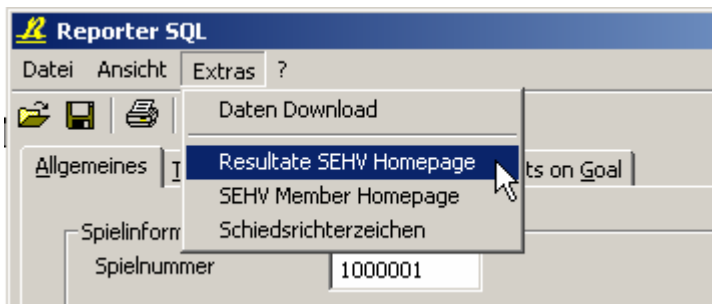 Reporter SQL
Datei Ansicht Extras ?
Daten Download
Resultate SEHV Homepage
SEHV Member Homepage
Schiedsrichterzeichen
Allgemeines T ts on Goal
Spielinform
Spielnummer 1000001